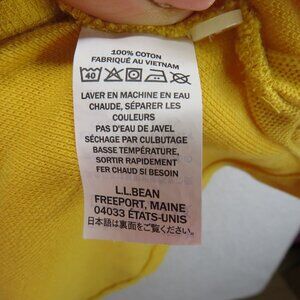 100% COTON
FABRIQUÉ AU VIETNAM
40
LAVER EN MACHINE EN EAU
CHAUDE, SÉPARER LES
COULEURS
PAS D'EAU DE JAVEL
SÉCHAGE PAR CULBUTAGE
BASSE TEMPÉRATURE,
SORTIR RAPIDEMENT
FER CHAUD SI BESOIN
L.L.BEAN
FREEPORT, MAINE
04033 ÉTATS-UNIS
日本語は裏面をご覧ください